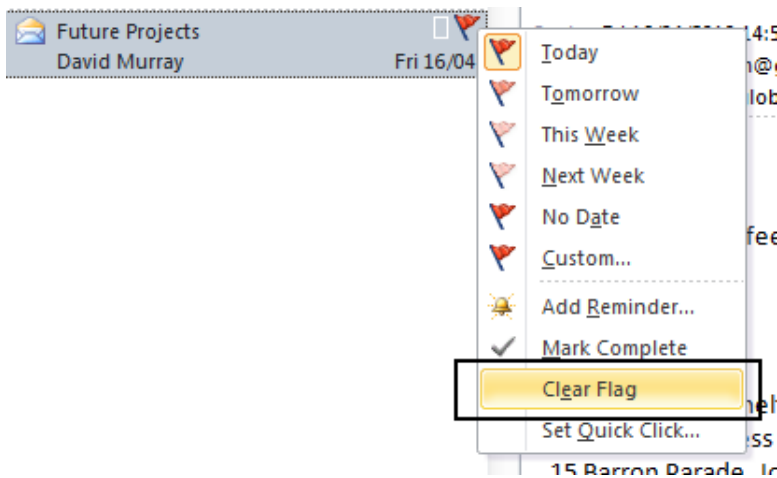 Future Projects
David Murray
Fri 16/04
Today
Tomorrow
This Week
Next Week
No Date
Custom...
Add Reminder...
Mark Complete
Clear Flag
Set Quick Click...
15 Barron Parade